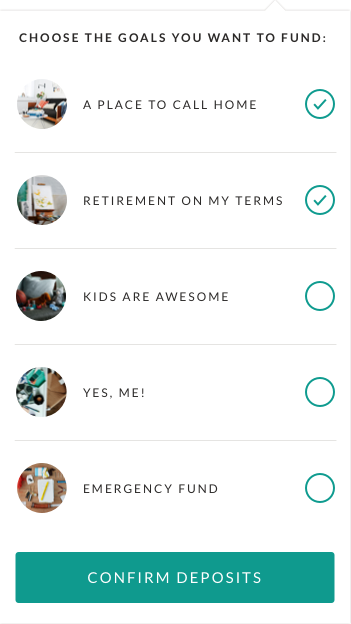 CHOOSE THE GOALS YOU WANT TO FUND:
A PLACE TO CALL HOME
RETIREMENT ON MY TERMS
KIDS ARE AWESOME
YES, ME!
EMERGENCY FUND
CONFIRM DEPOSITS